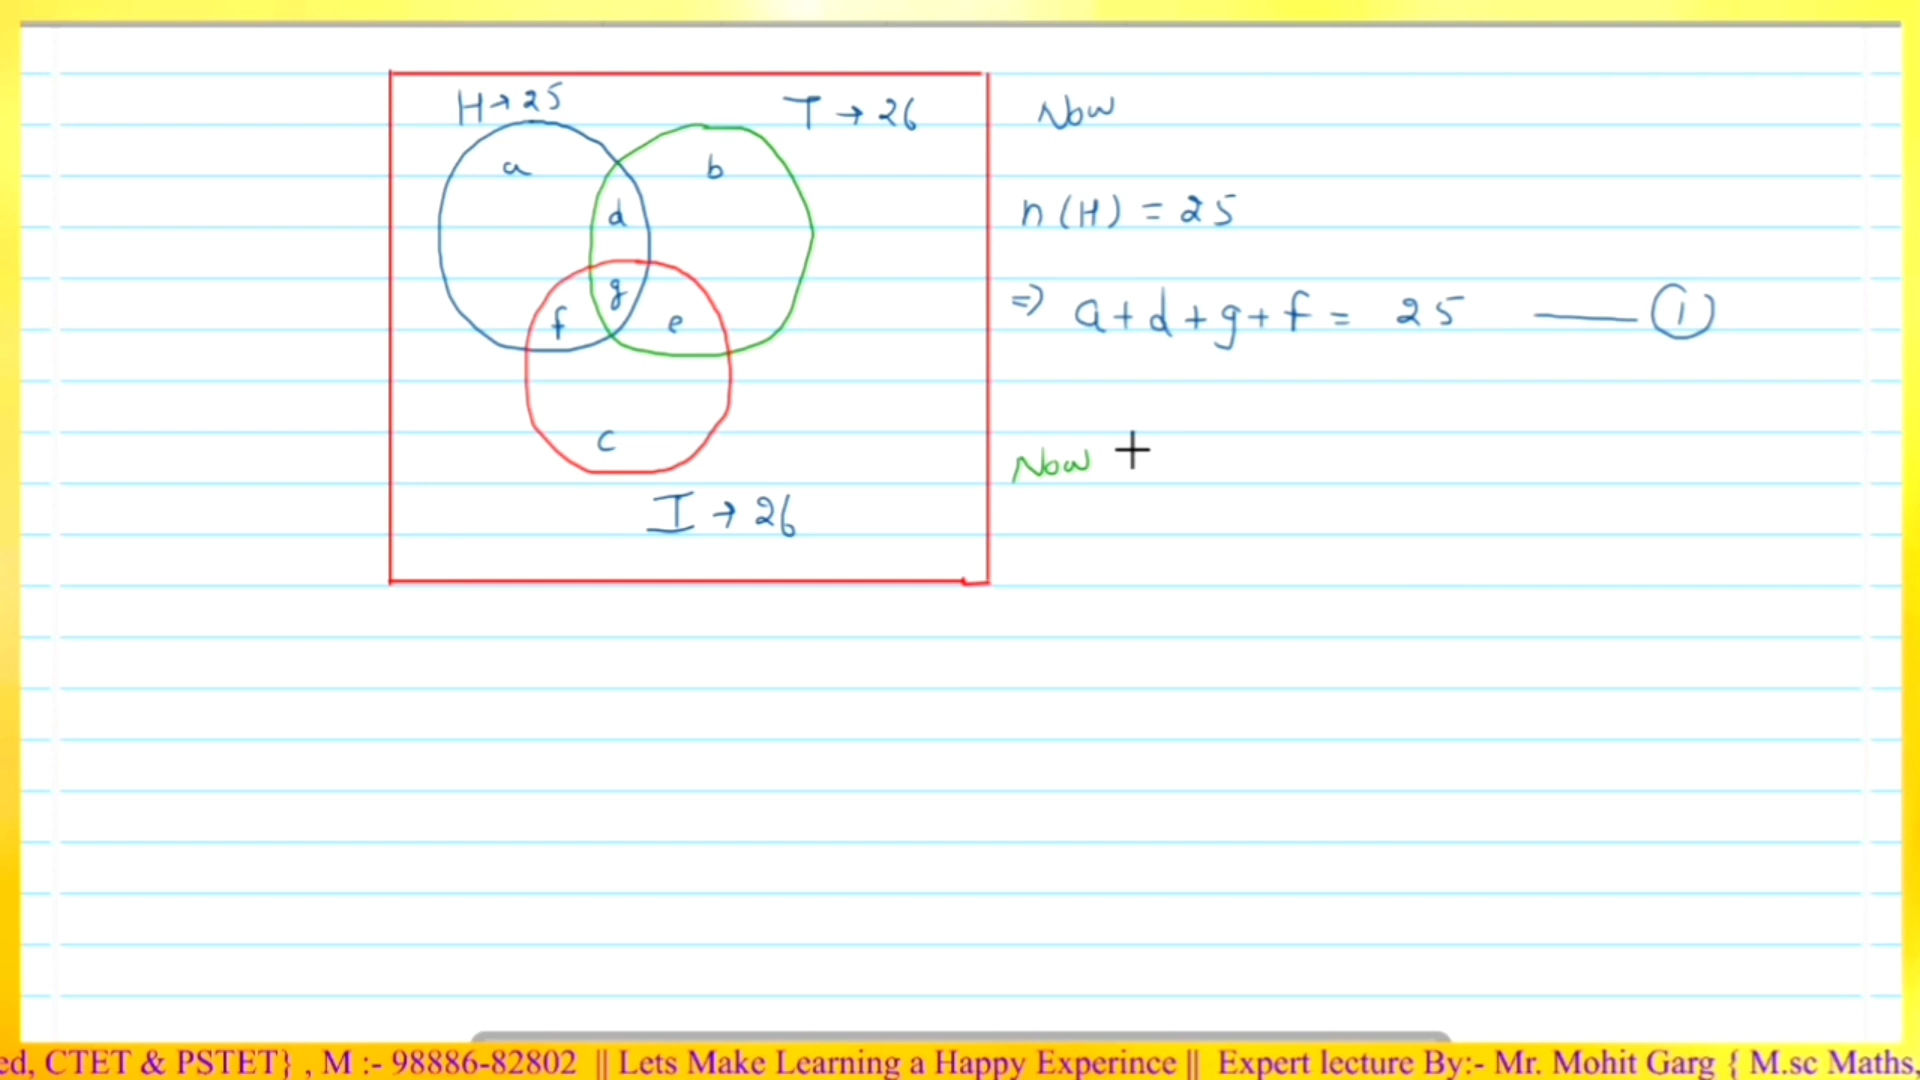 H → 25
T → 26
a
b
d
g
f
e
c
I → 26
Now
n(H) = 25
⇒ a + d + g + f = 25 —— ①
Now
ed, CTET & PSTET} , M :- 98886-82802 || Lets Make Learning a Happy Experince || Expert lecture By:- Mr. Mohit Garg { M.sc Maths,